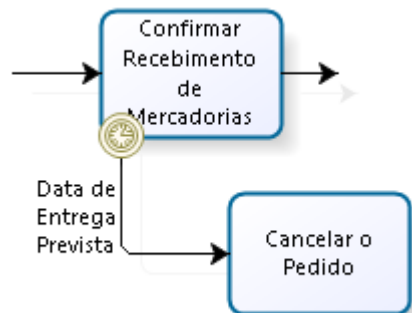 Confirmar
Recebimento
de
Mercadorias
Data de
Entrega
Prevista
Cancelar o
Pedido